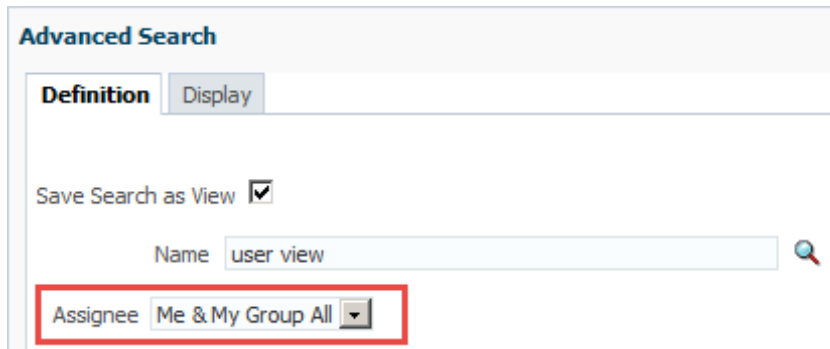 Advanced Search
Definition Display
Save Search as View
Name user view
Assignee Me & My Group All